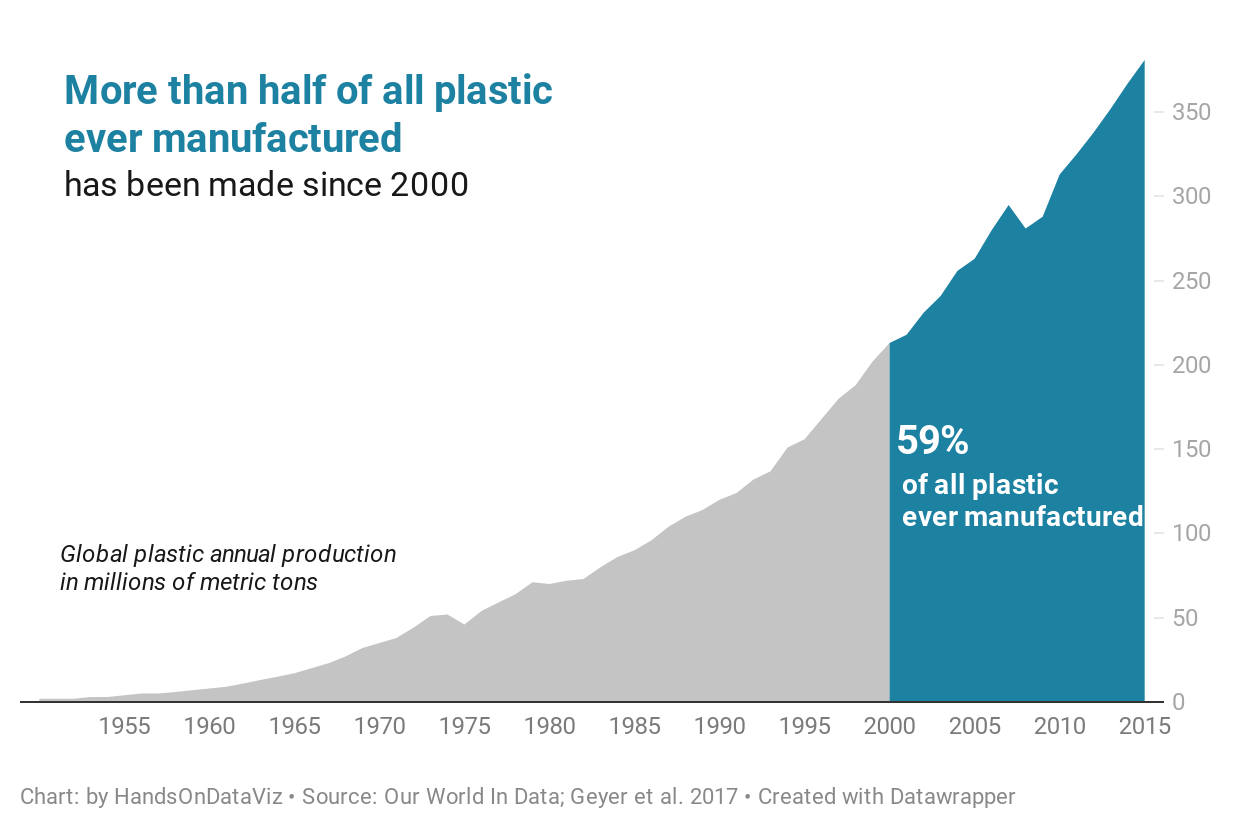 More than half of all plastic
ever manufactured
has been made since 2000
350
300
250
200
150
100
50
0
59%
of all plastic
ever manufactured
Global plastic annual production
in millions of metric tons
1955 1960 1965 1970 1975 1980 1985 1990 1995 2000 2005 2010 2015
Chart: by HandsOnDataViz • Source: Our World In Data; Geyer et al. 2017 • Created with Datawrapper